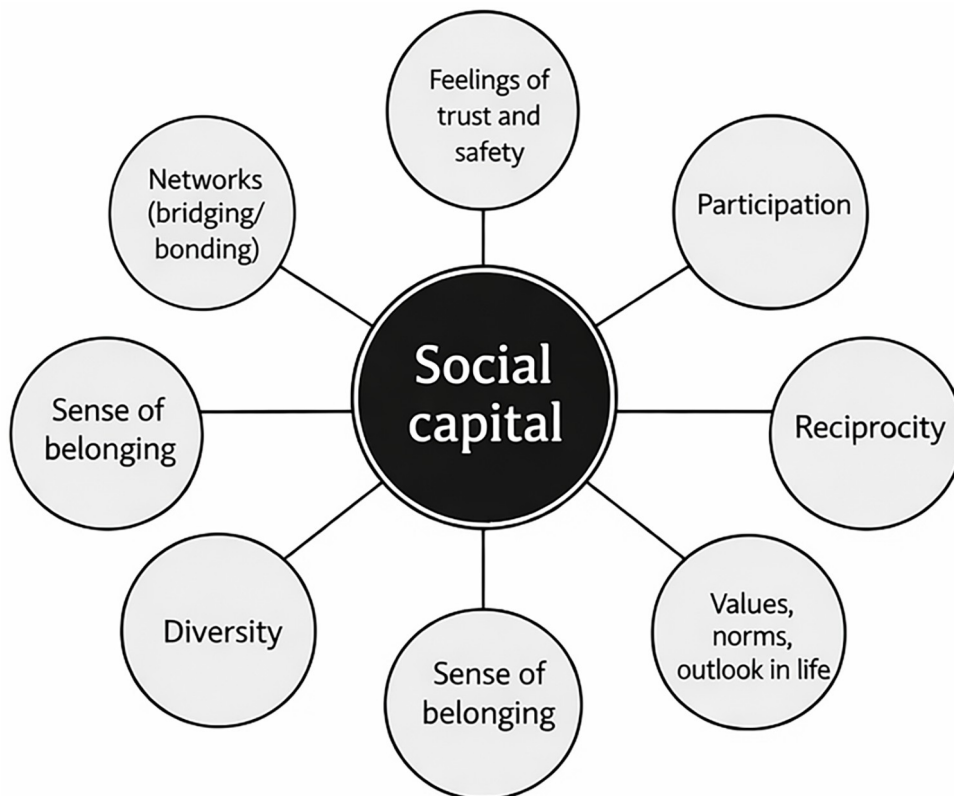 Feelings of
trust and
safety
Networks
(bridging/
bonding)
Participation
Social
capital
Sense of
belonging
Reciprocity
Diversity
Values,
norms,
outlook in life
Sense of
belonging